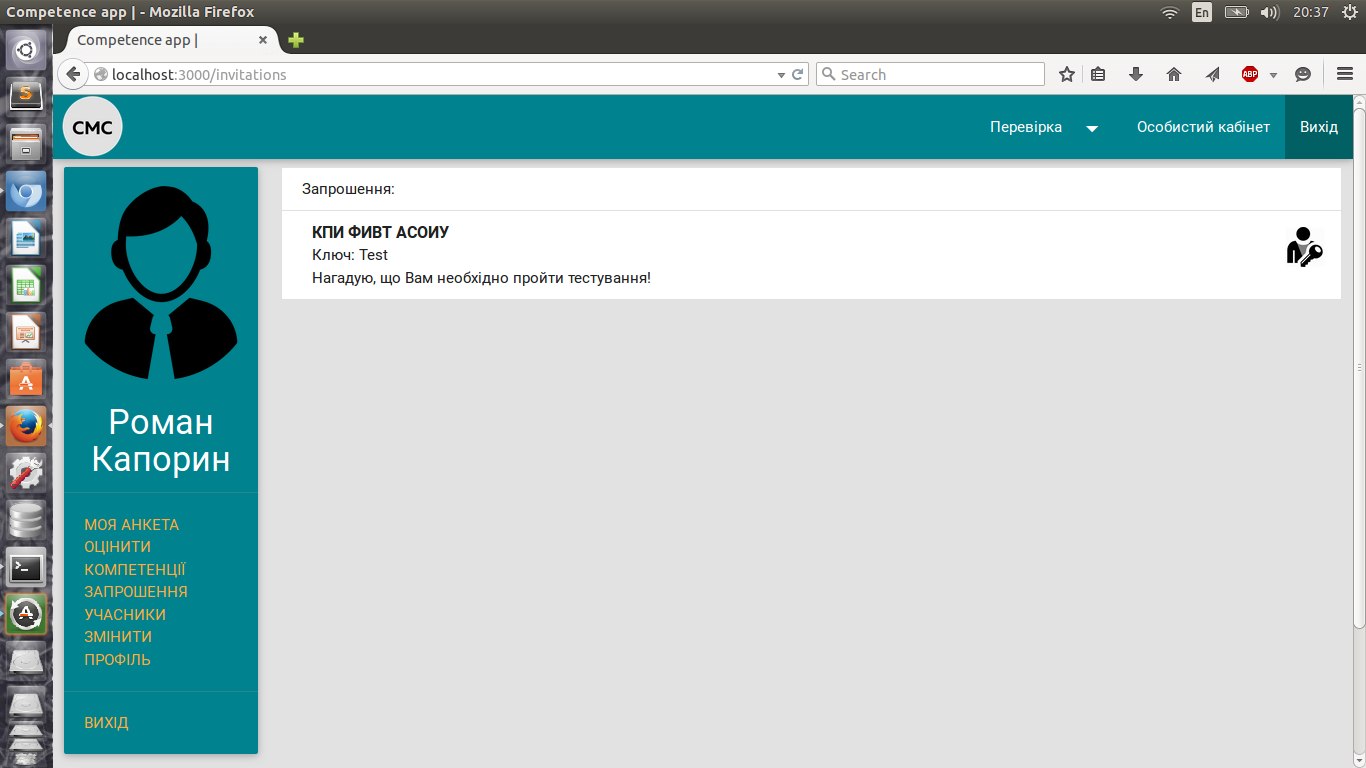 Competence app | - Mozilla Firefox
En
20:37
Competence app |
localhost:3000/invitations
Search
ABP
CMC
Перевірка
Особистий кабінет
Вихід
Роман
Капорин
МОЯ АНКЕТА
ОЦІНИТИ
КОМПЕТЕНЦІЇ
ЗАПРОШЕННЯ
УЧАСНИКИ
ЗМІНИТИ
ПРОФІЛЬ
ВИХІД
Запрошення:
КПИ ФИВТ АСОИУ
Ключ: Test
Нагадую, що Вам необхідно пройти тестування!